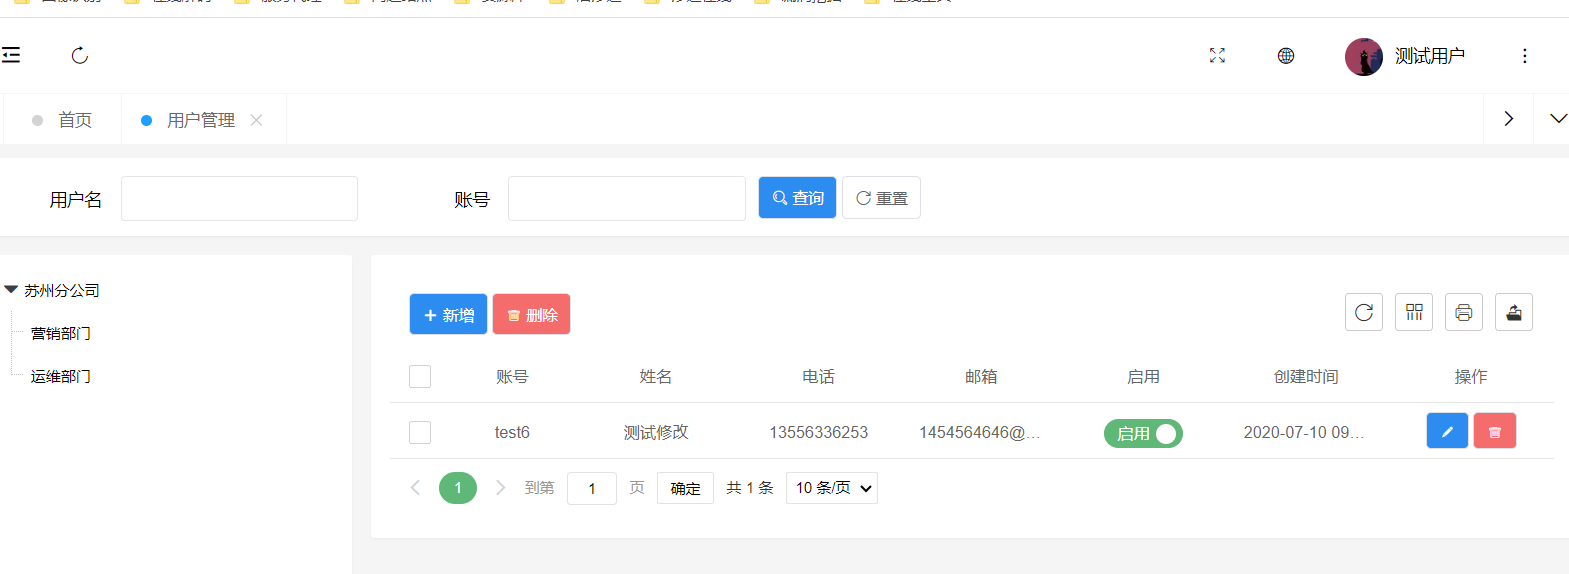 测试用户
首页 用户管理
用户名 账号 查询 重置
苏州分公司
营销部门
运维部门
新增 删除
账号 姓名 电话 邮箱 启用 创建时间 操作
test6 测试修改 13556336253 1454564646@... 启用 2020-07-10 09...
1 到第 1 页 确定 共 1 条 10 条/页